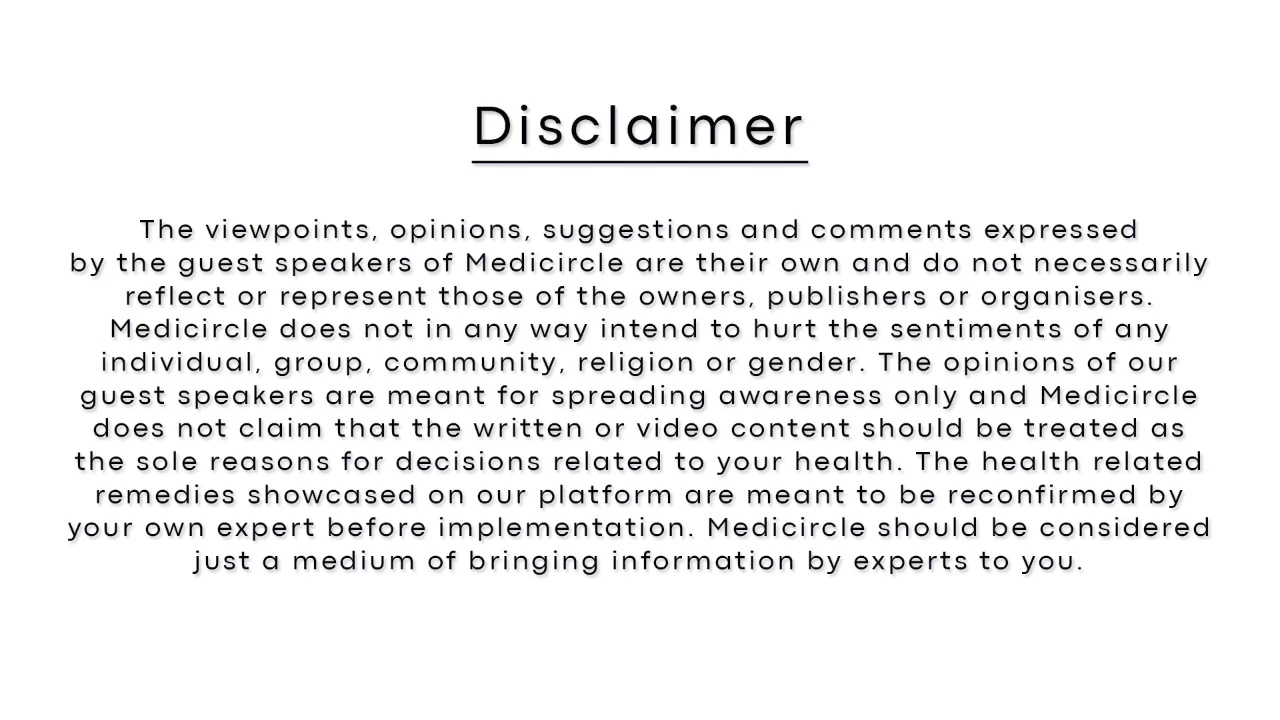 Disclaimer
The viewpoints, opinions, suggestions and comments expressed
by the guest speakers of Medicircle are their own and do not necessarily
reflect or represent those of the owners, publishers or organisers.
Medicircle does not in any way intend to hurt the sentiments of any
individual, group, community, religion or gender. The opinions of our
guest speakers are meant for spreading awareness only and Medicircle
does not claim that the written or video content should be treated as
the sole reasons for decisions related to your health. The health related
remedies showcased on our platform are meant to be reconfirmed by
your own expert before implementation. Medicircle should be considered
just a medium of bringing information by experts to you.